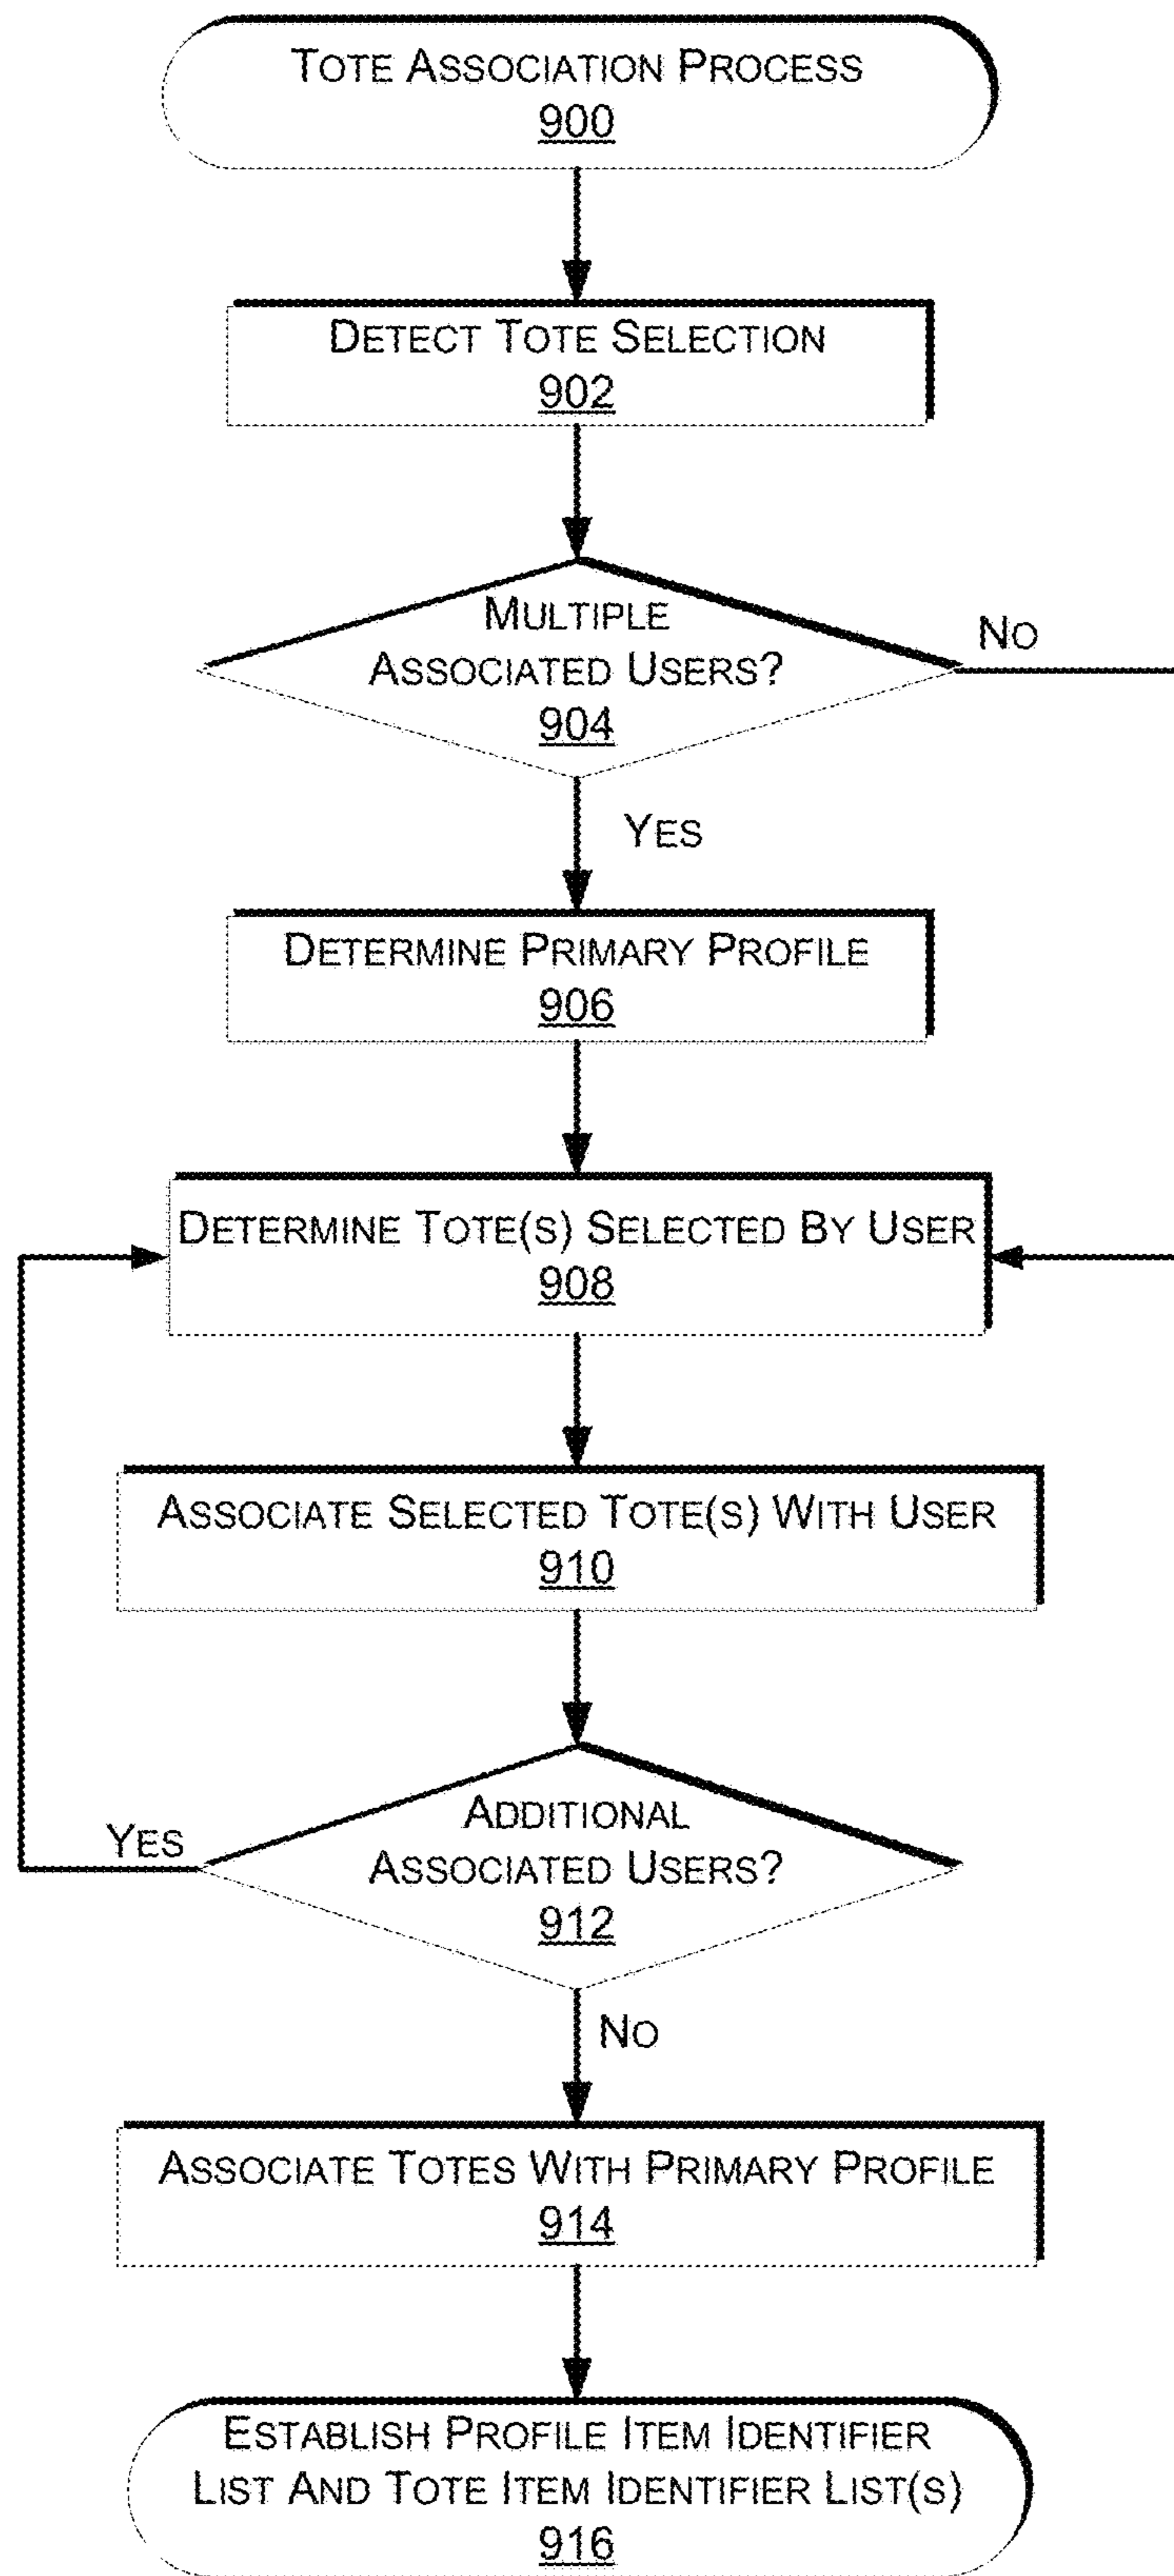 TOTE ASSOCIATION PROCESS
900
DETECT TOTE SELECTION
902
MULTIPLE
ASSOCIATED USERS?
904
NO
YES
DETERMINE PRIMARY PROFILE
906
DETERMINE TOTE(S) SELECTED BY USER
908
ASSOCIATE SELECTED TOTE(S) WITH USER
910
ADDITIONAL
ASSOCIATED USERS?
912
YES
NO
ASSOCIATE TOTES WITH PRIMARY PROFILE
914
ESTABLISH PROFILE ITEM IDENTIFIER
LIST AND TOTE ITEM IDENTIFIER LIST(S)
916